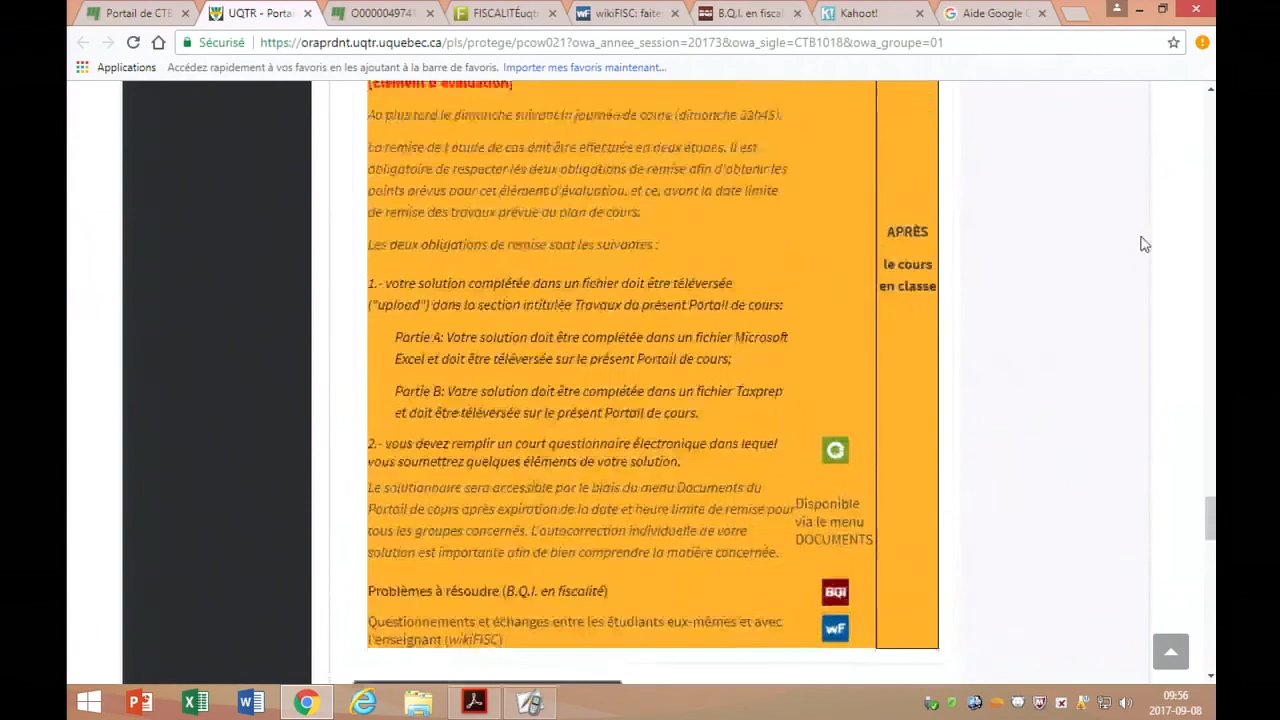 Portail de CTB
UQTR - Porta
O0000049741
FISCALITÉuqtr
wikiFISC: faite
B.Q.I. en fiscal
Kahoot!
Aide Google C
Sécurisé
https://oraprdnt.uqtr.uquebec.ca/pls/protege/pcow021?owa_annee_session=20173&owa_sigle=CTB1018&owa_groupe=01
Applications
Accédez rapidement à vos favoris en les ajoutant à la barre de favoris. Importer mes favoris maintenant...
(Élément d'évaluation)
Au plus tard le dimanche suivant la journée de cours (dimanche 23h45).
La remise de l'étude de cas doit être effectuée en deux étapes. Il est
obligatoire de respecter les deux obligations de remise afin d'obtenir les
points prévus pour cet élément d'évaluation, et ce, avant la date limite
de remise des travaux prévue au plan de cours.
Les deux obligations de remise sont les suivantes :
1.- votre solution complétée dans un fichier doit être téléversée
("upload") dans la section intitulée Travaux du présent Portail de cours:
Partie A: Votre solution doit être complétée dans un fichier Microsoft
Excel et doit être téléversée sur le présent Portail de cours;
Partie B: Votre solution doit être complétée dans un fichier Taxprep
et doit être téléversée sur le présent Portail de cours.
2.- vous devez remplir un court questionnaire électronique dans lequel
vous soumettrez quelques éléments de votre solution.
Le solutionnaire sera accessible par le biais du menu Documents du
Portail de cours après expiration de la date et heure limite de remise pour
tous les groupes concernés. L'autocorrection individuelle de votre
solution est importante afin de bien comprendre la matière concernée.
Disponible
via le menu
DOCUMENTS
Problèmes à résoudre (B.Q.I. en fiscalité)
BQI
Questionnements et échanges entre les étudiants eux-mêmes et avec
l'enseignant (wikiFISC)
wF
APRÈS
le cours
en classe
09:56
2017-09-08